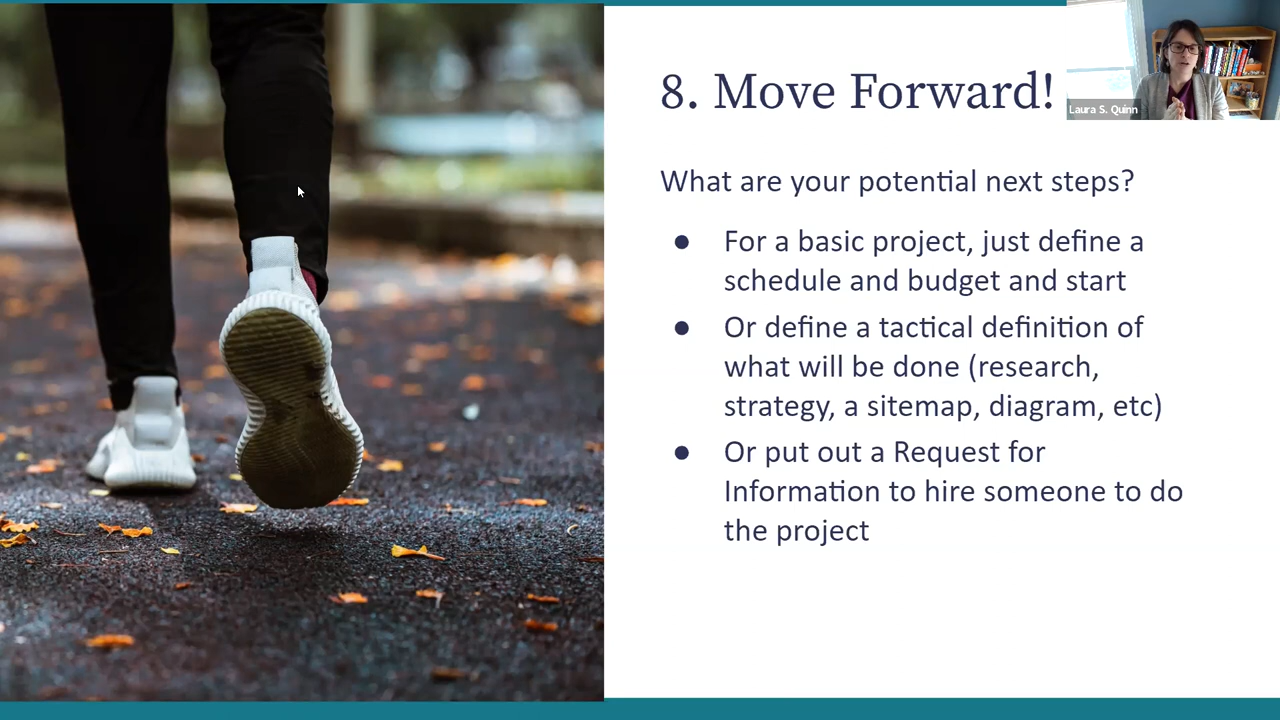 8. Move Forward!
Laura S. Quinn
What are your potential next steps?
● For a basic project, just define a
schedule and budget and start
● Or define a tactical definition of
what will be done (research,
strategy, a sitemap, diagram, etc)
● Or put out a Request for
Information to hire someone to do
the project